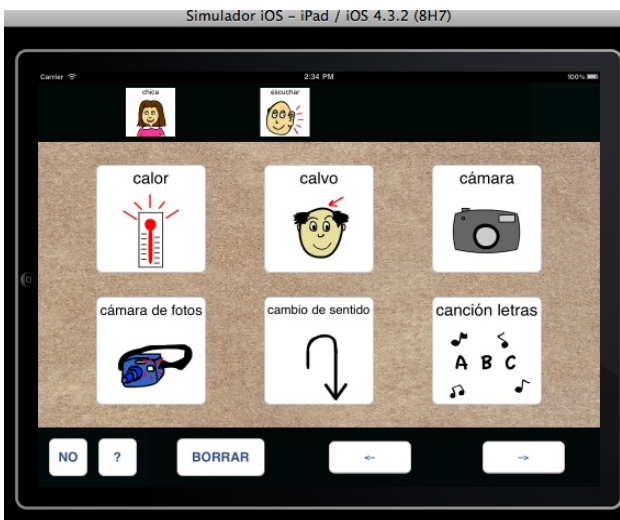 Simulador iOS – iPad / iOS 4.3.2 (8H7)
Carrier 2:34 PM 100%
chica escuchar
calor calvo cámara
cámara de fotos cambio de sentido canción letras
A B C
NO ? BORRAR <-- -->